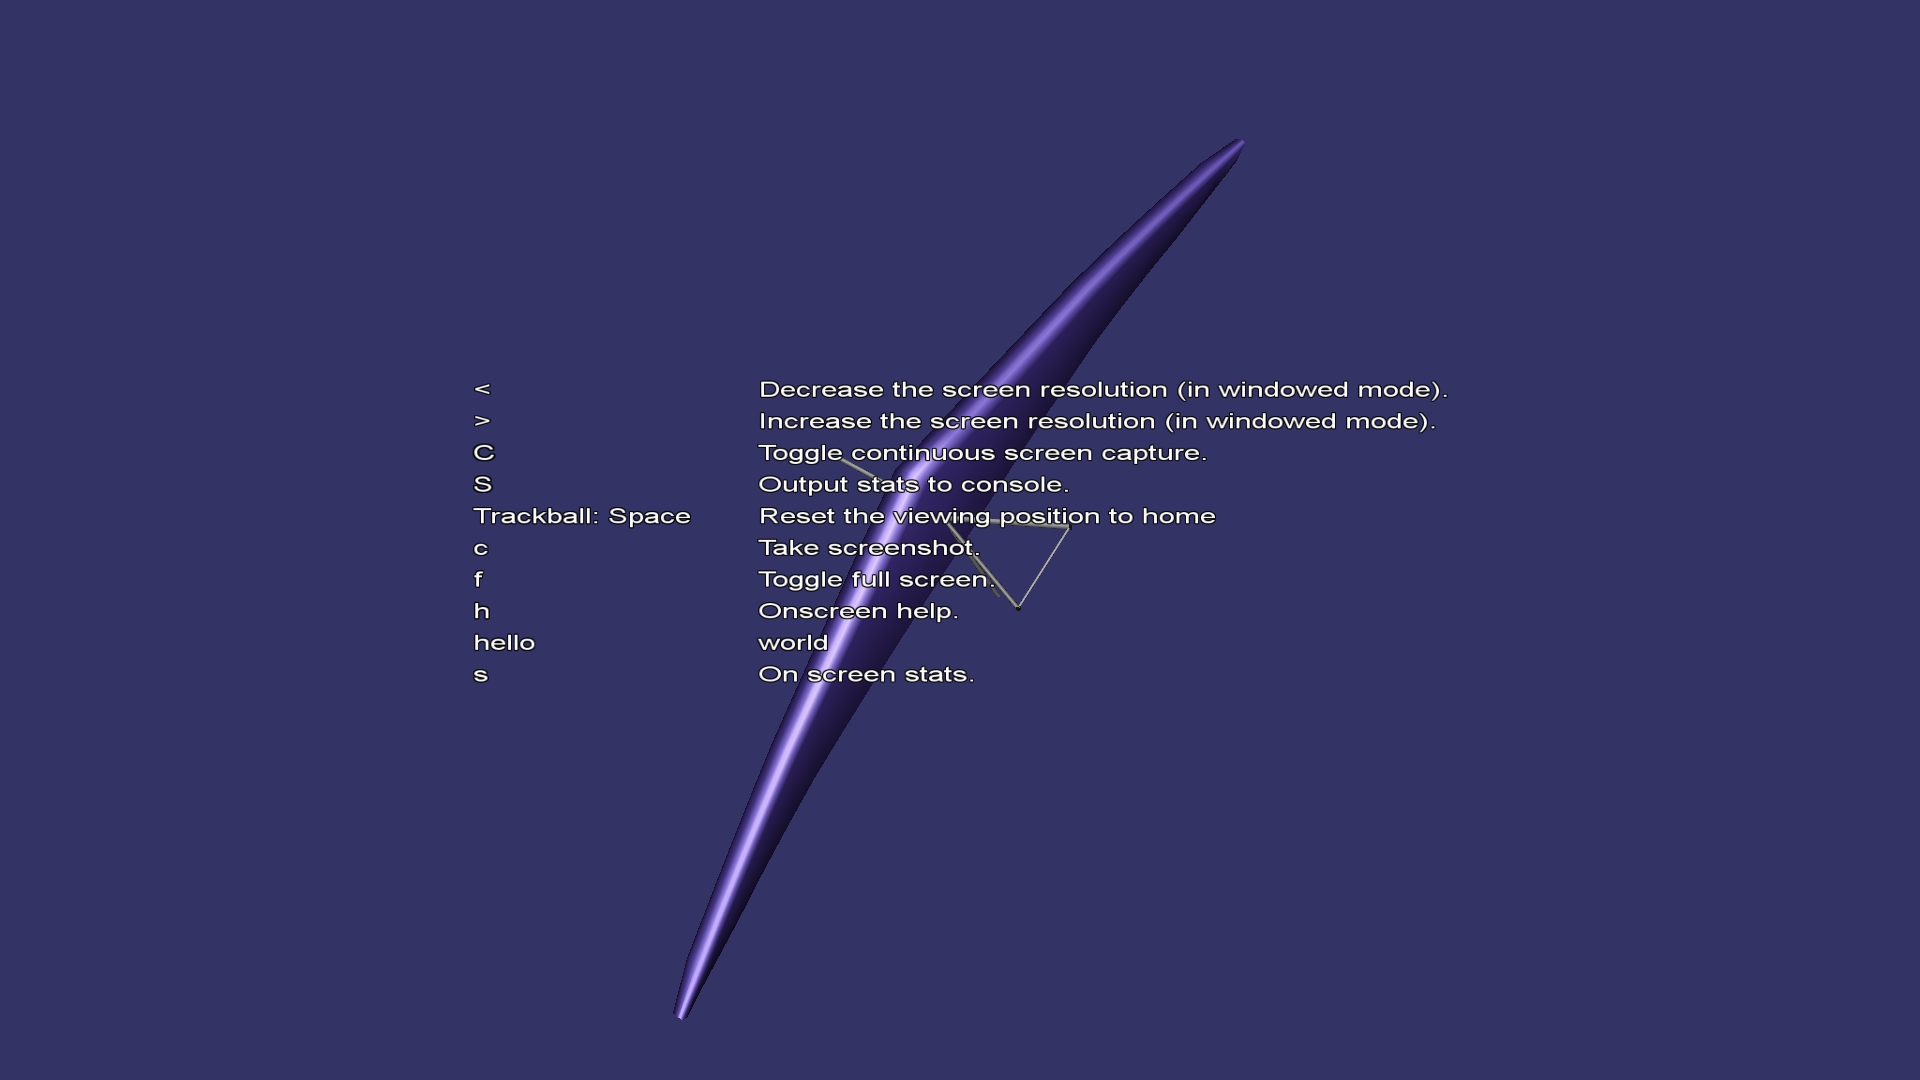 < Decrease the screen resolution (in windowed mode).
> Increase the screen resolution (in windowed mode).
C Toggle continuous screen capture.
S Output stats to console.
Trackball: Space Reset the viewing position to home
c Take screenshot.
f Toggle full screen.
h Onscreen help.
hello world
s On screen stats.